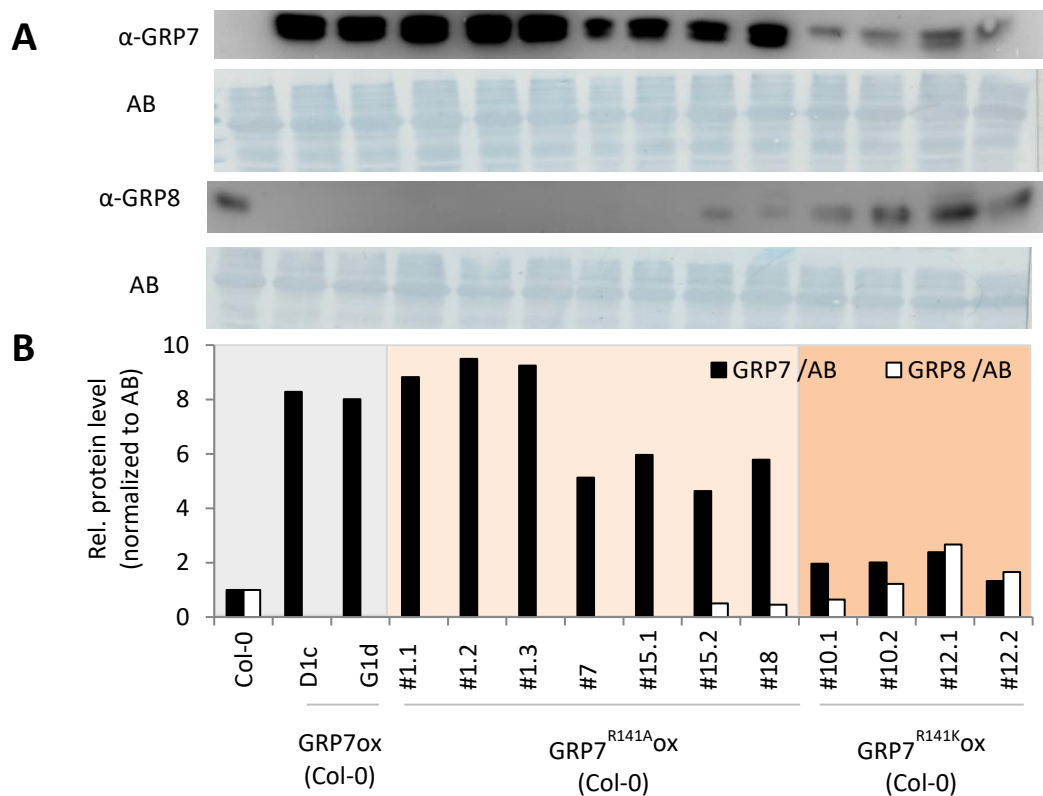 A
α-GRP7
AB
α-GRP8
AB
B
Rel. protein level
(normalized to AB)
10
8
6
4
2
0
GRP7 /AB
GRP8 /AB
Col-0
D1c
G1d
#1.1
#1.2
#1.3
#7
#15.1
#15.2
#18
#10.1
#10.2
#12.1
#12.2
GRP7ox
(Col-0)
GRP7R141Aox
(Col-0)
GRP7R141Kox
(Col-0)